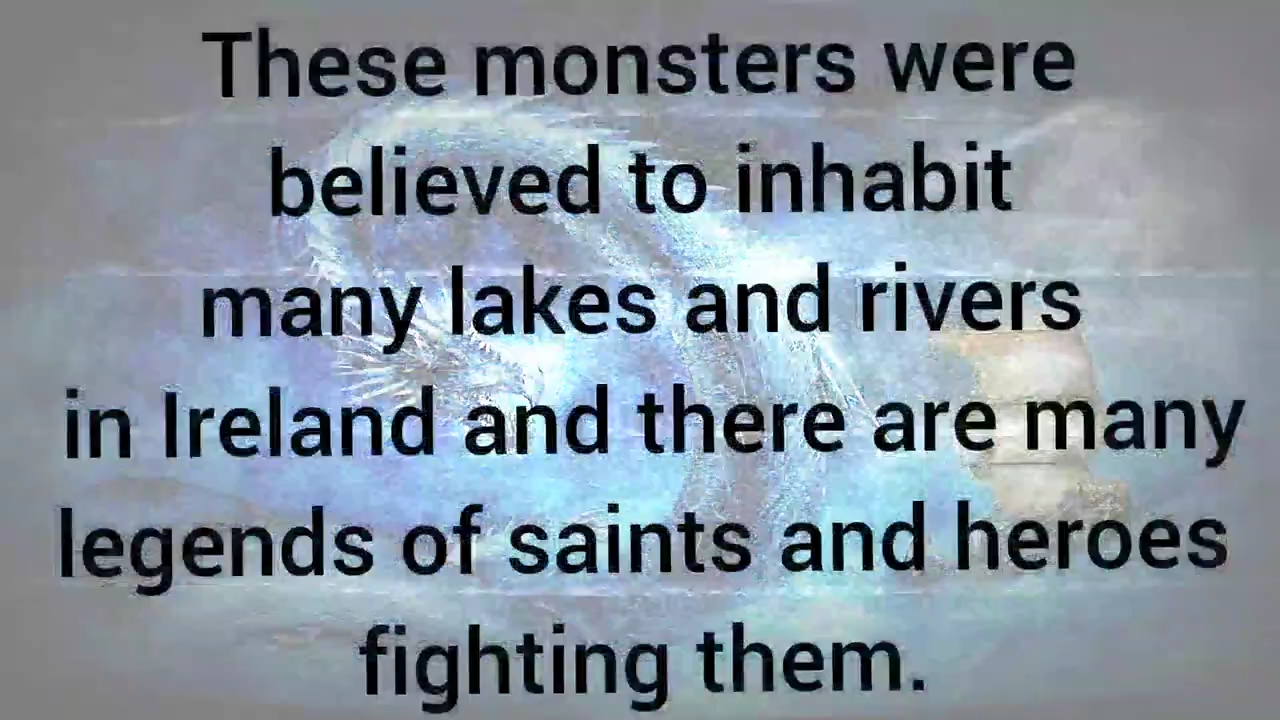 These monsters were
believed to inhabit
many lakes and rivers
in Ireland and there are many
legends of saints and heroes
fighting them.